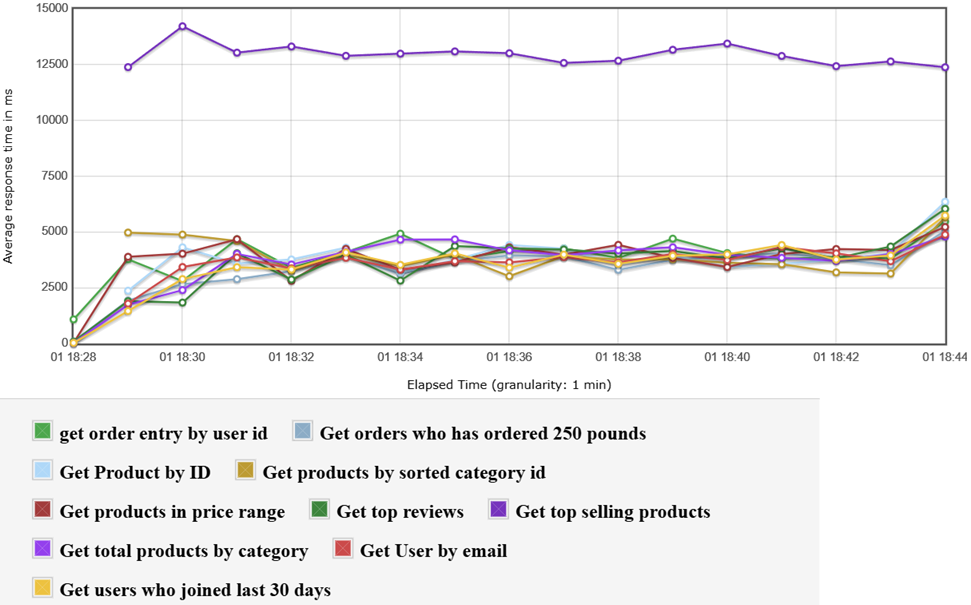 15000
12500
10000
7500
5000
2500
0
Average response time in ms
01 18:28 01 18:30 01 18:32 01 18:34 01 18:36 01 18:38 01 18:40 01 18:42 01 18:44
Elapsed Time (granularity: 1 min)
get order entry by user id Get orders who has ordered 250 pounds
Get Product by ID Get products by sorted category id
Get products in price range Get top reviews Get top selling products
Get total products by category Get User by email
Get users who joined last 30 days